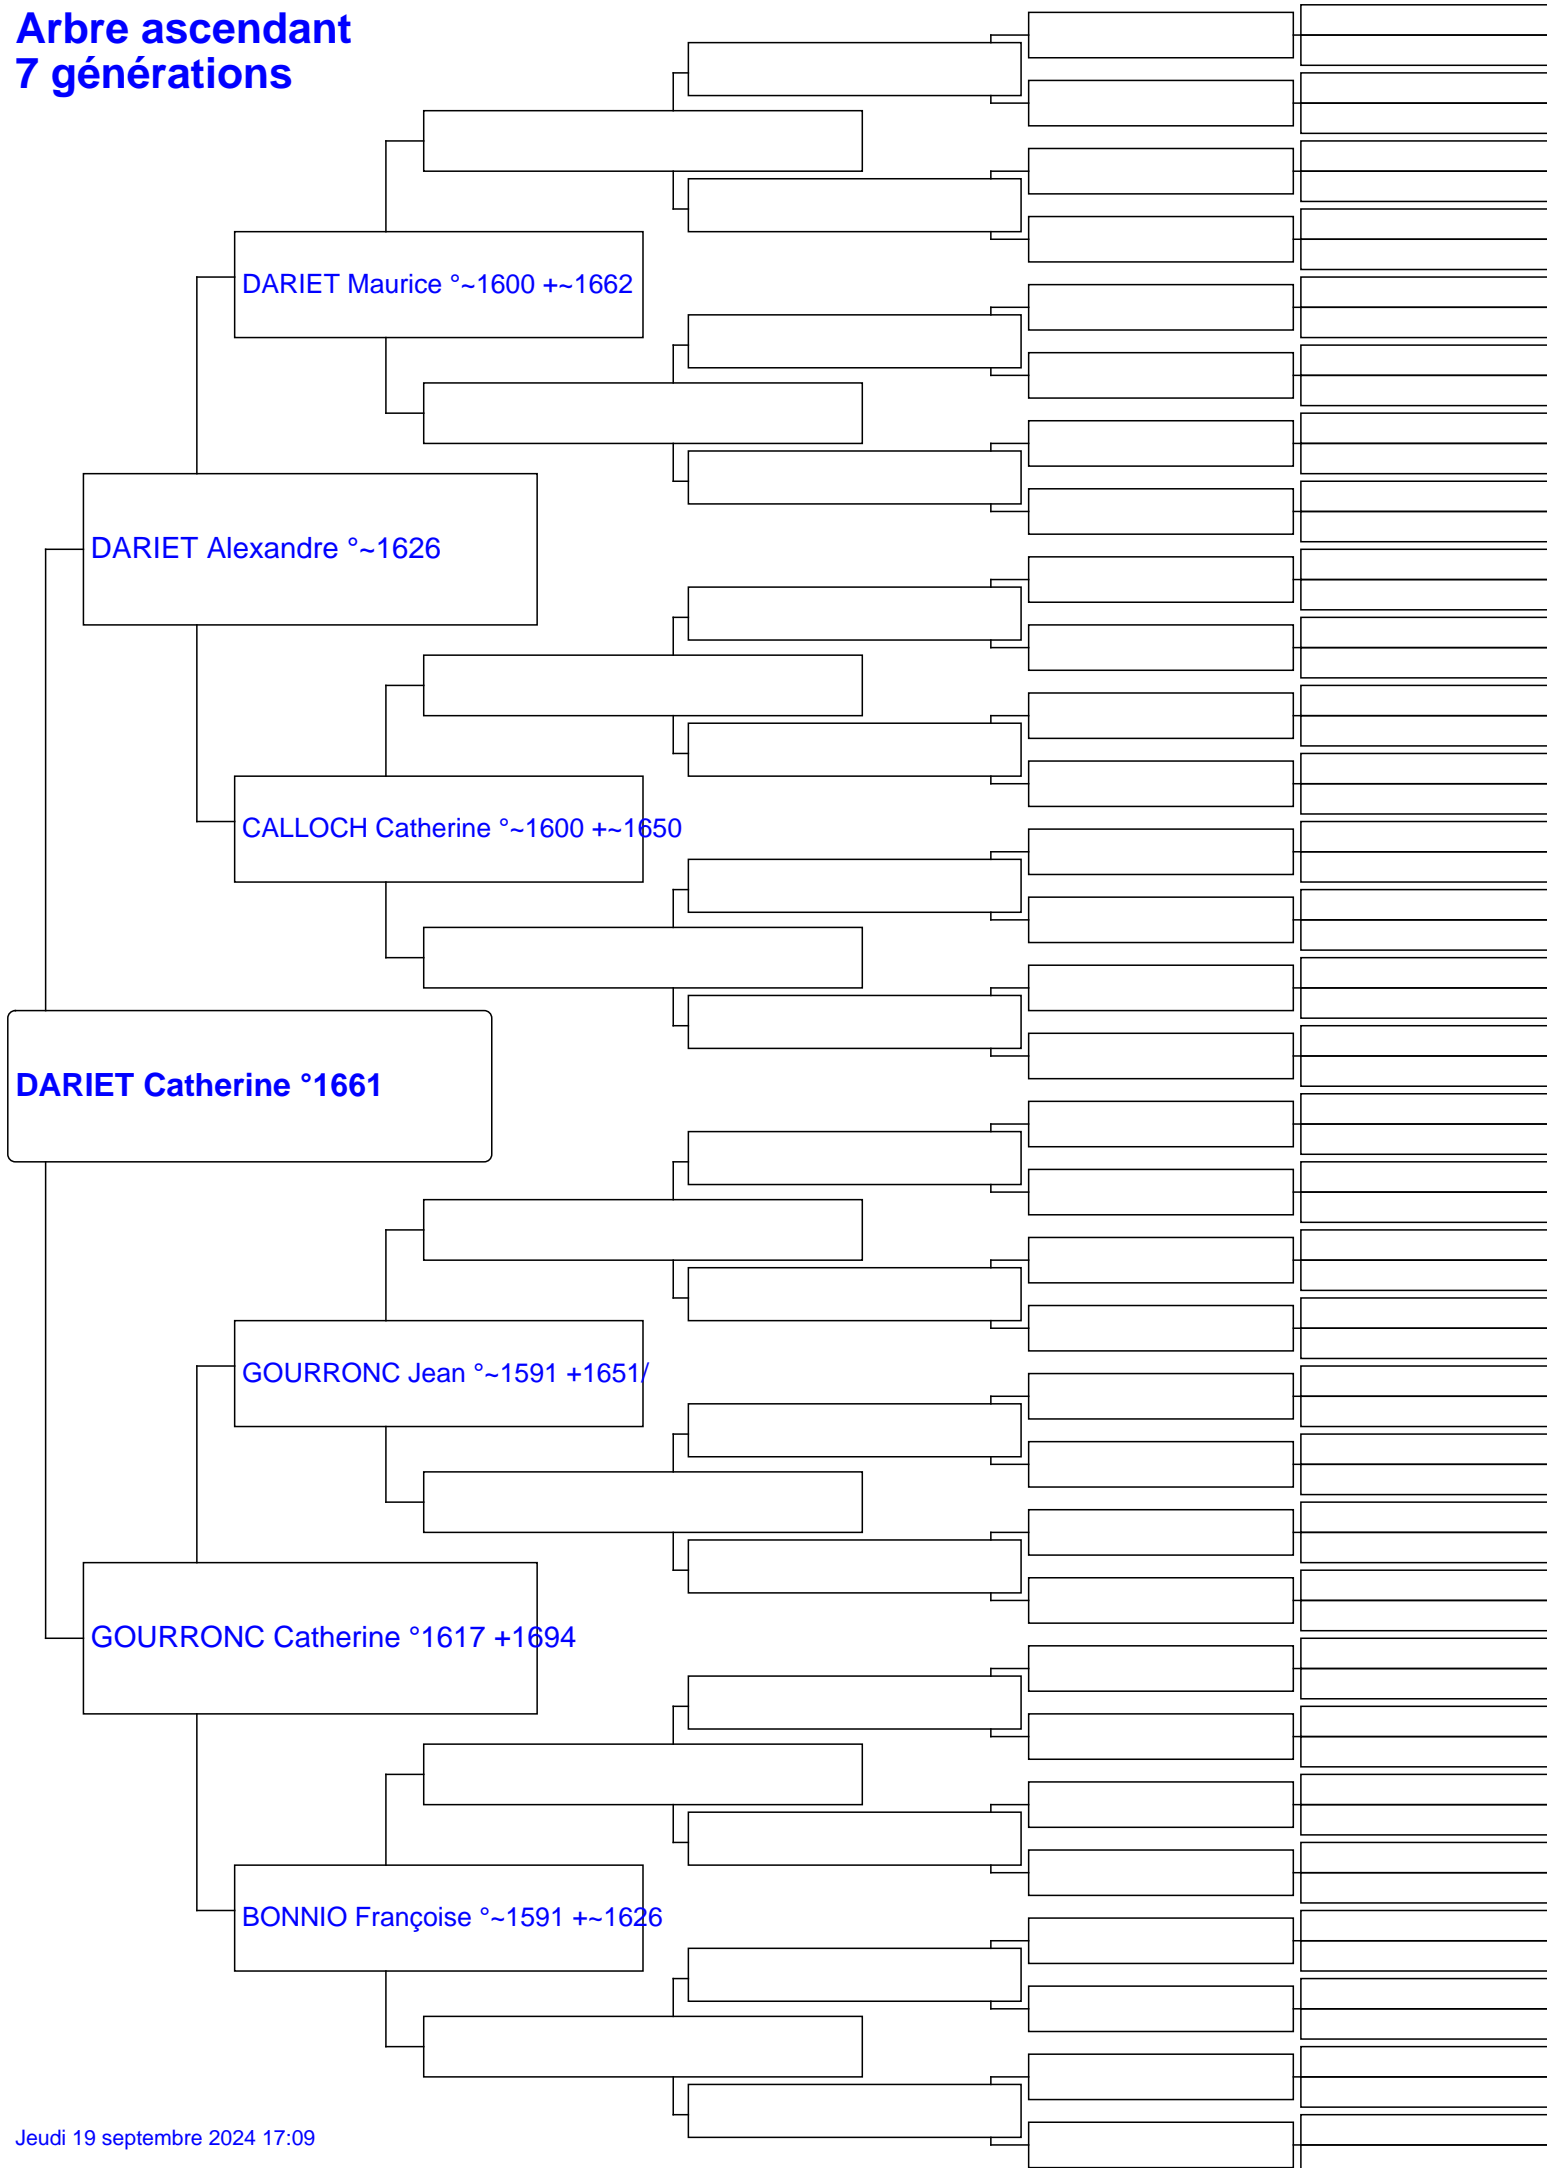 Arbre ascendant
7 générations
DARIET Maurice °~1600 +~1662
DARIET Alexandre °~1626
CALLOCH Catherine °~1600 +~1650
DARIET Catherine °1661
GOURRONC Jean °~1591 +1651/
GOURRONC Catherine °1617 +1694
BONNIO Françoise °~1591 +~1626
Jeudi 19 septembre 2024 17:09